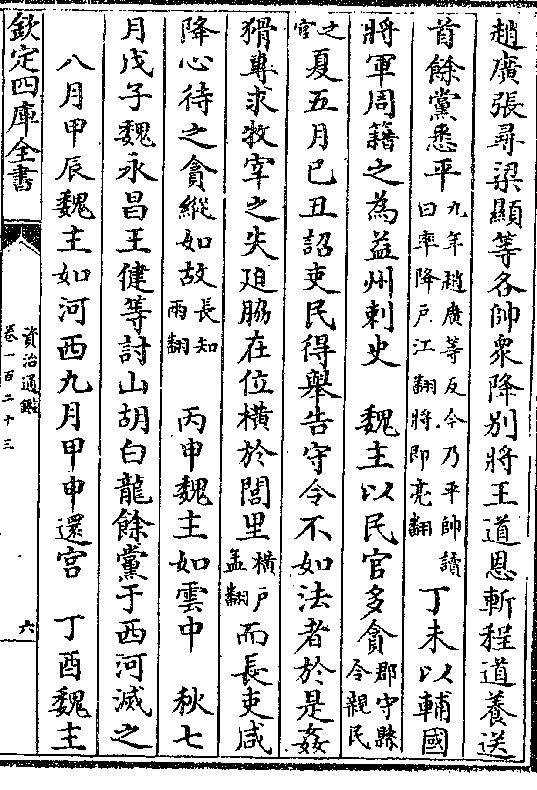 趙廣張尋梁顯等各帥衆降别將王道恩斬程道養送
首餘黨悉平九年趙廣等反今乃平帥讀曰率降戸江翻將即亮翻 丁未以輔國
將軍周籍之為益州刺史 魏主以民官多貪郡守縣令親民
之官夏五月已丑詔吏民得舉告守令不如法者於是姦
猾専求牧宰之失廹脇在位横於閭里横戸孟翻而長吏咸
降心待之貪縱如故長知兩翻 丙申魏主如雲中 秋七
月戊子魏永昌王健等討山胡白龍餘黨于西河滅之
八月甲辰魏主如河西九月甲申還宫 丁酉魏主
欽定四庫全書
資治通鑑
卷一百二十三
六